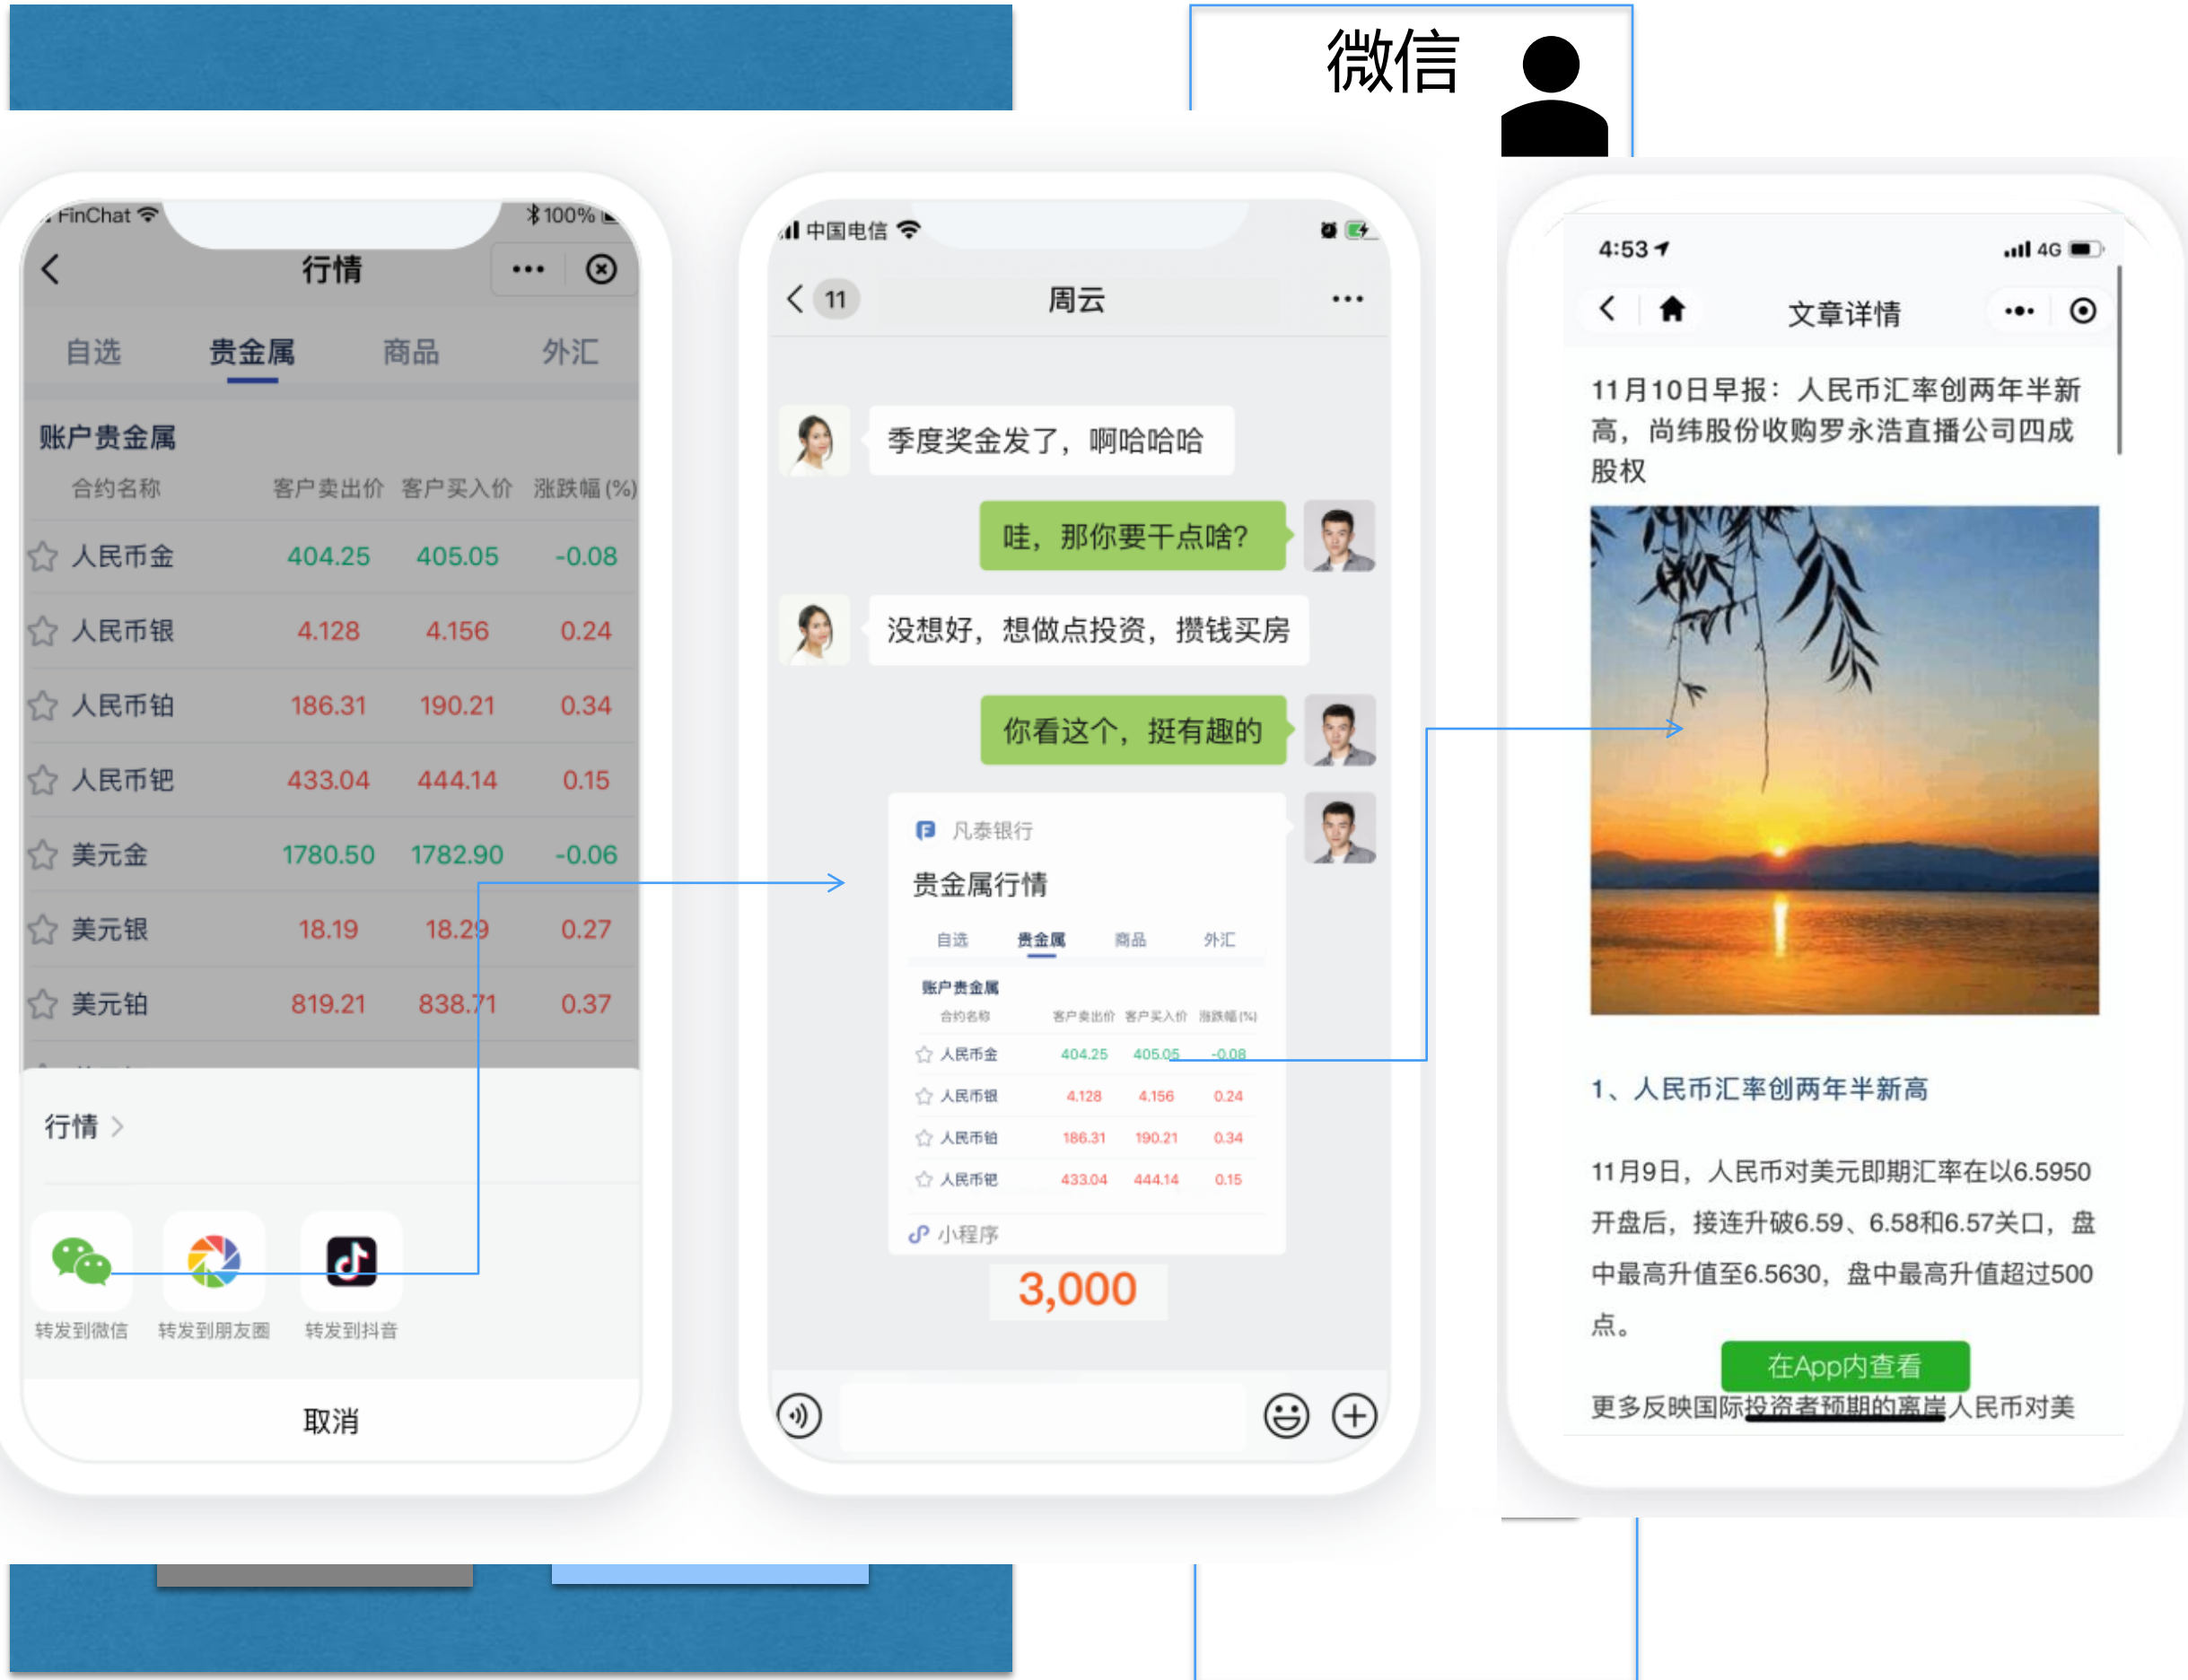 微信
FinChat
100%
行情
自选 贵金属 商品 外汇
账户贵金属
合约名称 客户卖出价 客户买入价 涨跌幅(%)
人民币金 404.25 405.05 -0.08
人民币银 4.128 4.156 0.24
人民币铂 186.31 190.21 0.34
人民币钯 433.04 444.14 0.15
美元金 1780.50 1782.90 -0.06
美元银 18.19 18.29 0.27
美元铂 819.21 838.71 0.37
行情
转发到微信 转发到朋友圈 转发到抖音
取消
中国电信
11 周云
季度奖金发了，啊哈哈哈
哇，那你要干点啥?
没想好，想做点投资，攒钱买房
你看这个，挺有趣的
凡泰银行
贵金属行情
自选 贵金属 商品 外汇
账户贵金属
合约名称 客户卖出价 客户买入价 涨跌幅(%)
人民币金 404.25 405.05 -0.08
人民币银 4.128 4.156 0.24
人民币铂 186.31 190.21 0.34
人民币钯 433.04 444.14 0.15
小程序
3,000
4:53 4G
文章详情
11月10日早报：人民币汇率创两年半新
高，尚纬股份收购罗永浩直播公司四成
股权
1、人民币汇率创两年半新高
11月9日，人民币对美元即期汇率在以6.5950
开盘后，接连升破6.59、6.58和6.57关口，盘
中最高升值至6.5630，盘中最高升值超过500
点。
在App内查看
更多反映国际投资者预期的离岸人民币对美